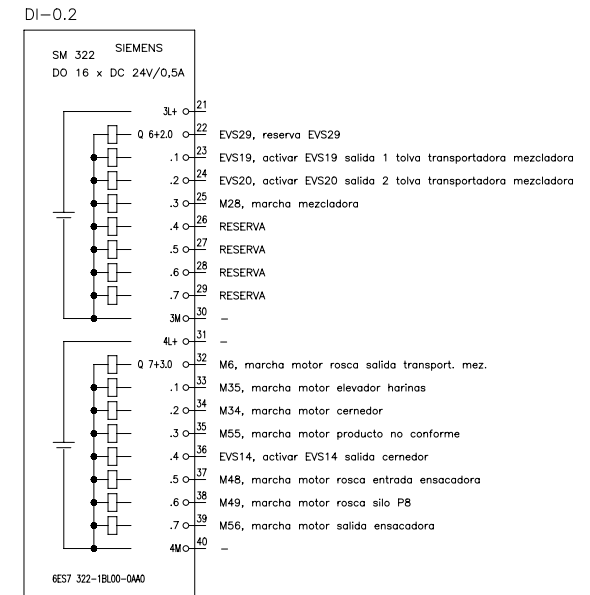 DI-0.2
SM 322 SIEMENS
DO 16 x DC 24V/0,5A
3L+ 21
Q 6+2.0 22 EVS29, reserva EVS29
.1 23 EVS19, activar EVS19 salida 1 tolva transportadora mezcladora
.2 24 EVS20, activar EVS20 salida 2 tolva transportadora mezcladora
.3 25 M28, marcha mezcladora
.4 26 RESERVA
.5 27 RESERVA
.6 28 RESERVA
.7 29 RESERVA
3M 30 -
4L+ 31 -
Q 7+3.0 32 M6, marcha motor rosca salida transport. mez.
.1 33 M35, marcha motor elevador harinas
.2 34 M34, marcha motor cernedor
.3 35 M55, marcha motor producto no conforme
.4 36 EVS14, activar EVS14 salida cernedor
.5 37 M48, marcha motor rosca entrada ensacadora
.6 38 M49, marcha motor rosca silo P8
.7 39 M56, marcha motor salida ensacadora
4M 40 -
6ES7 322-1BL00-0AA0